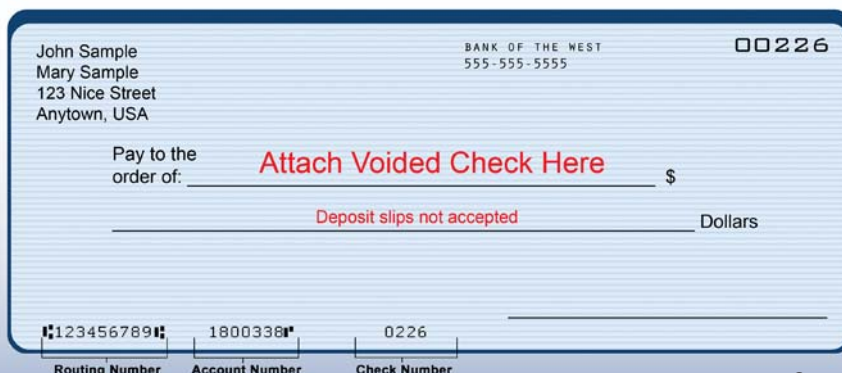 John Sample
Mary Sample
123 Nice Street
Anytown, USA
BANK OF THE WEST
555-555-5555
00226
Pay to the
order of:
Attach Voided Check Here
$
Deposit slips not accepted
Dollars
⑆123456789⑆ 1800338⑈ 0226
Routing Number Account Number Check Number